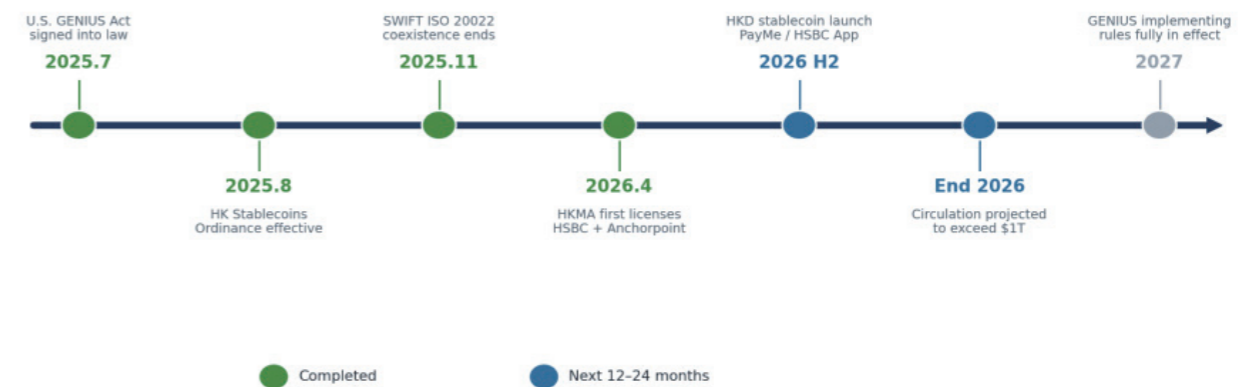 U.S. GENIUS Act
signed into law
2025.7
SWIFT ISO 20022
coexistence ends
2025.11
HKD stablecoin launch
PayMe / HSBC App
2026 H2
GENIUS implementing
rules fully in effect
2027
2025.8
HK Stablecoins
Ordinance effective
2026.4
HKMA first licenses
HSBC + Anchorpoint
End 2026
Circulation projected
to exceed $1T
Completed
Next 12–24 months